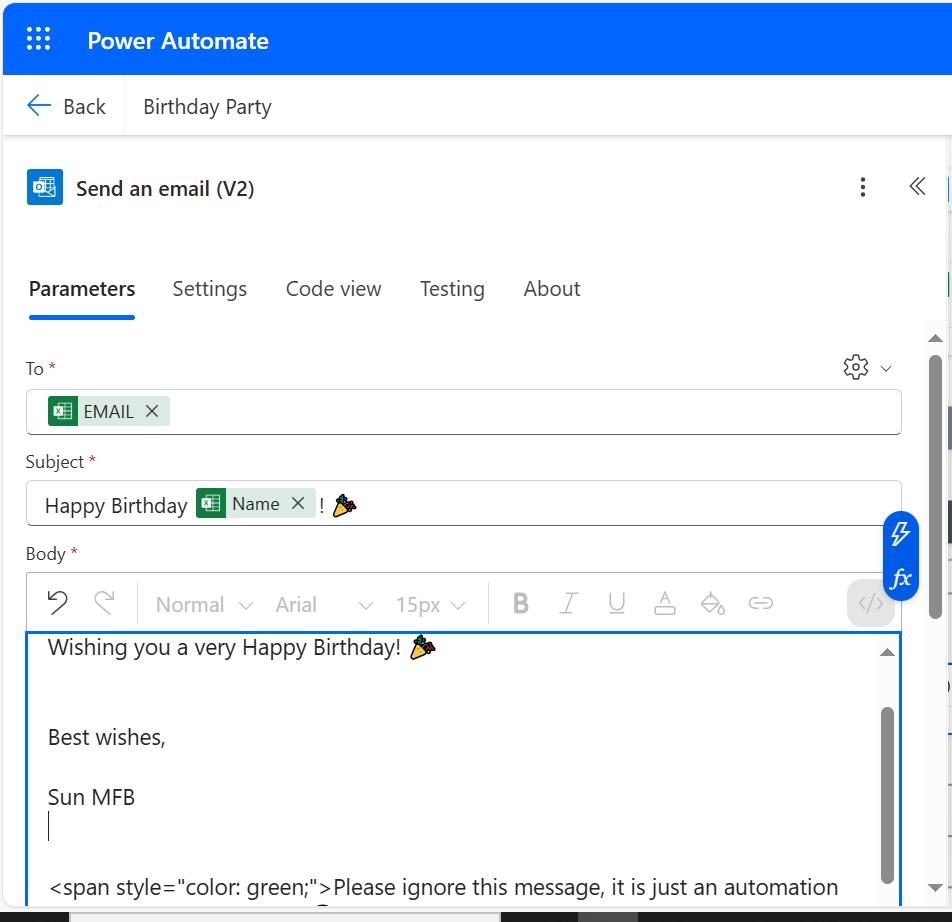 Power Automate
Back Birthday Party
Send an email (V2)
Parameters Settings Code view Testing About
To *
EMAIL
Subject *
Happy Birthday Name ! 🎉
Body *
Normal Arial 15px B I U A </>
fx
Wishing you a very Happy Birthday! 🎉
Best wishes,
Sun MFB
<span style="color: green;">Please ignore this message, it is just an automation